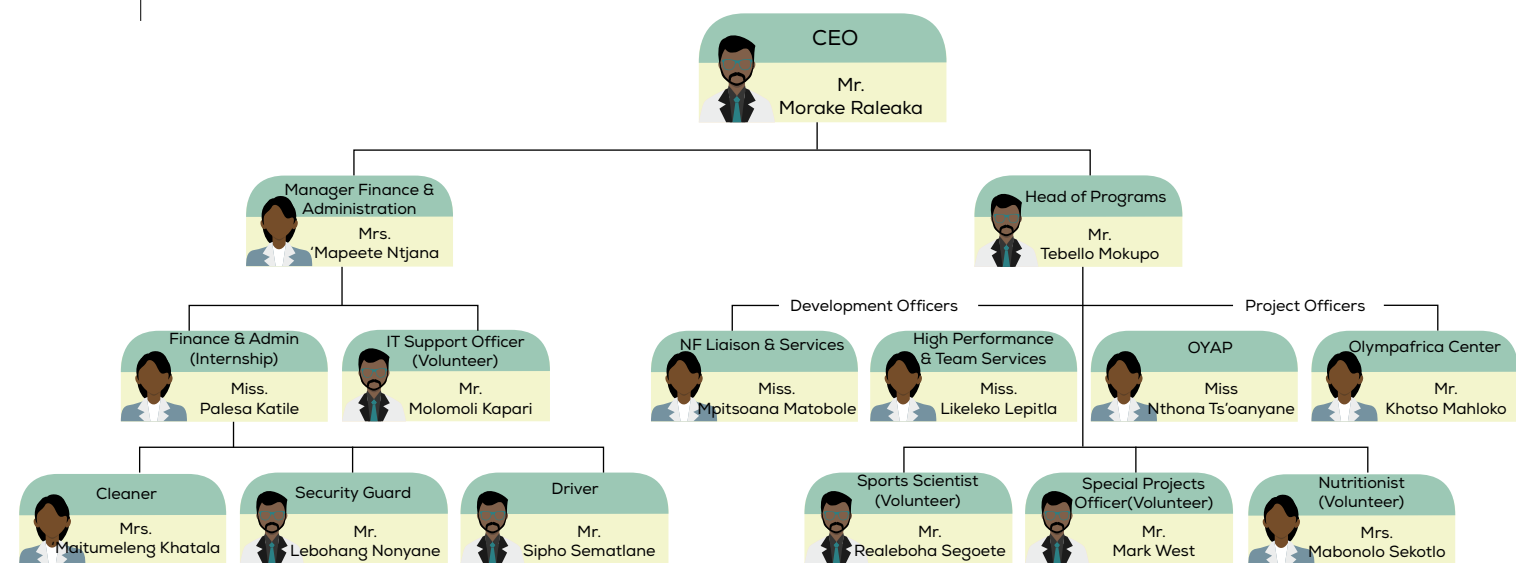 CEO
Mr.
Morake Raleaka
Manager Finance &
Administration
Mrs.
‘Mapeete Ntjana
Head of Programs
Mr.
Tebello Mokupo
Development Officers
Project Officers
Finance & Admin
(Internship)
Miss.
Palesa Katile
IT Support Officer
(Volunteer)
Mr.
Molomoli Kapari
NF Liaison & Services
Miss.
Mpitsoana Matobole
High Performance
& Team Services
Miss.
Likeleko Lepitla
OYAP
Miss
Nthona Ts’oanyane
Olympafrica Center
Mr.
Khotso Mahloko
Cleaner
Mrs.
Maitumeleng Khatala
Security Guard
Mr.
Lebohang Nonyane
Driver
Mr.
Sipho Sematlane
Sports Scientist
(Volunteer)
Mr.
Realeboha Segoete
Special Projects
Officer(Volunteer)
Mr.
Mark West
Nutritionist
(Volunteer)
Mrs.
Mabonolo Sekotlo